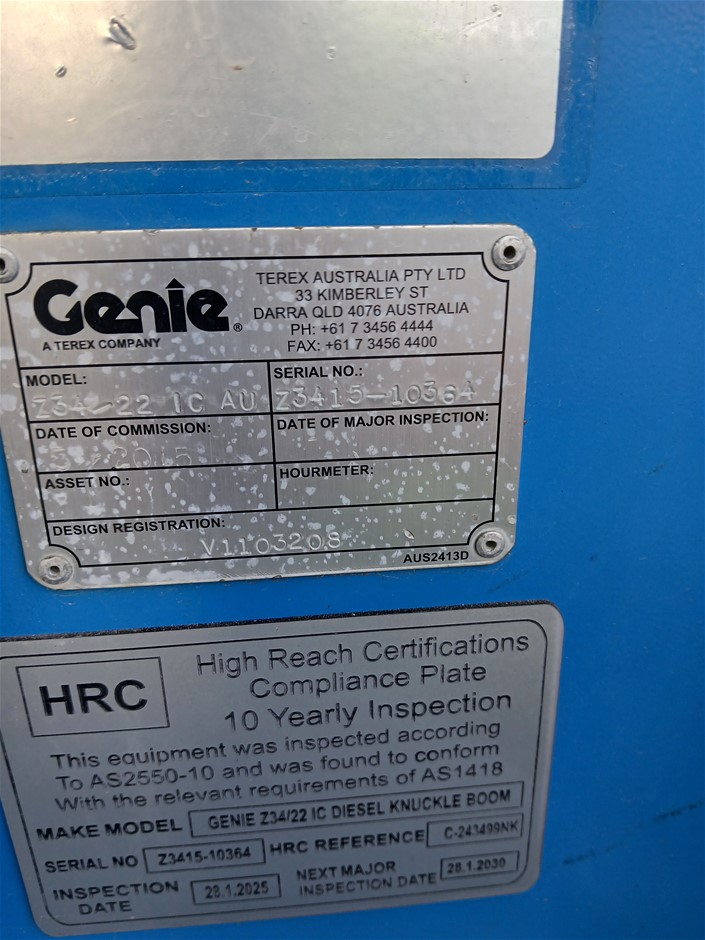 Genie®
A TEREX COMPANY
TEREX AUSTRALIA PTY LTD
33 KIMBERLEY ST
DARRA QLD 4076 AUSTRALIA
PH: +61 7 3456 4444
FAX: +61 7 3456 4400
MODEL:
Z34/22 IC AU
SERIAL NO.:
Z3415-10364
DATE OF COMMISSION:
2015
DATE OF MAJOR INSPECTION:
ASSET NO.:
HOURMETER:
DESIGN REGISTRATION:
V1103208
AUS2413D
HRC
High Reach Certifications
Compliance Plate
10 Yearly Inspection
This equipment was inspected according
To AS2550-10 and was found to conform
With the relevant requirements of AS1418
MAKE MODEL GENIE Z34/22 IC DIESEL KNUCKLE BOOM
SERIAL NO Z3415-10364 HRC REFERENCE C-243499NK
INSPECTION DATE 28.1.2025 NEXT MAJOR INSPECTION DATE 28.1.2030